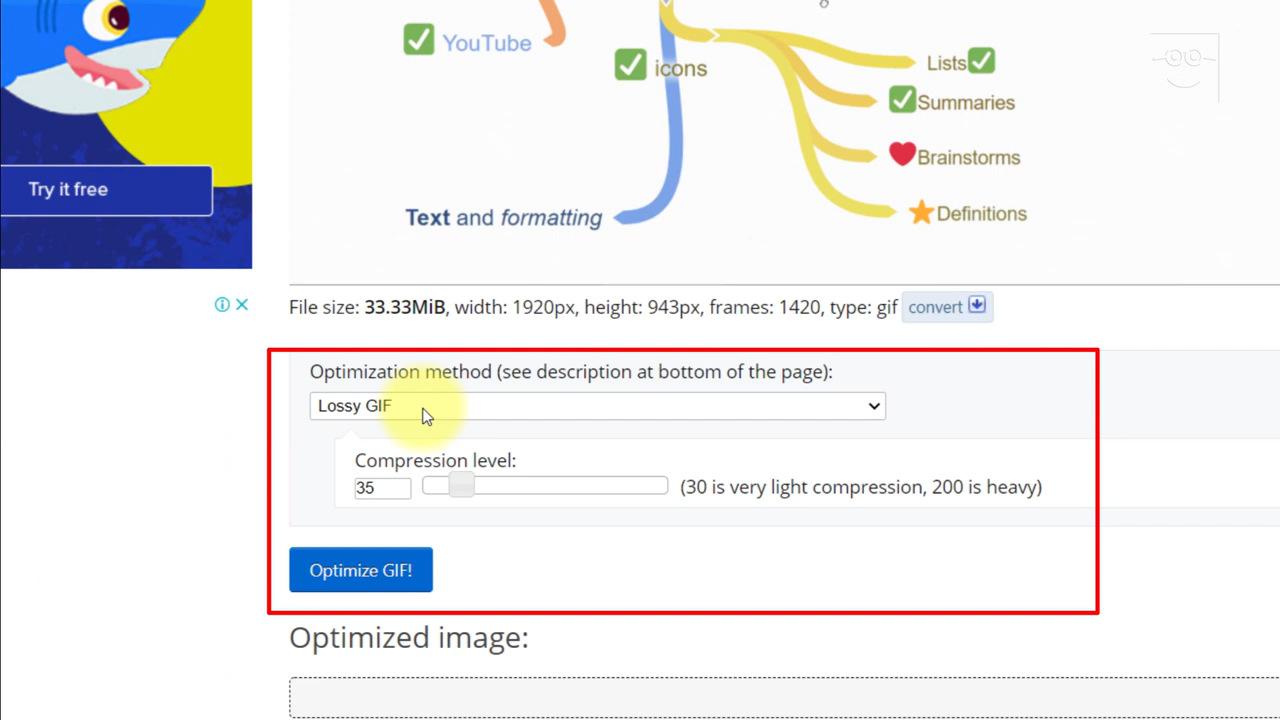 YouTube
icons
Lists
Summaries
Brainstorms
Try it free
Text and formatting
Definitions
File size: 33.33MiB, width: 1920px, height: 943px, frames: 1420, type: gif convert
Optimization method (see description at bottom of the page):
Lossy GIF
Compression level:
35 (30 is very light compression, 200 is heavy)
Optimize GIF!
Optimized image: